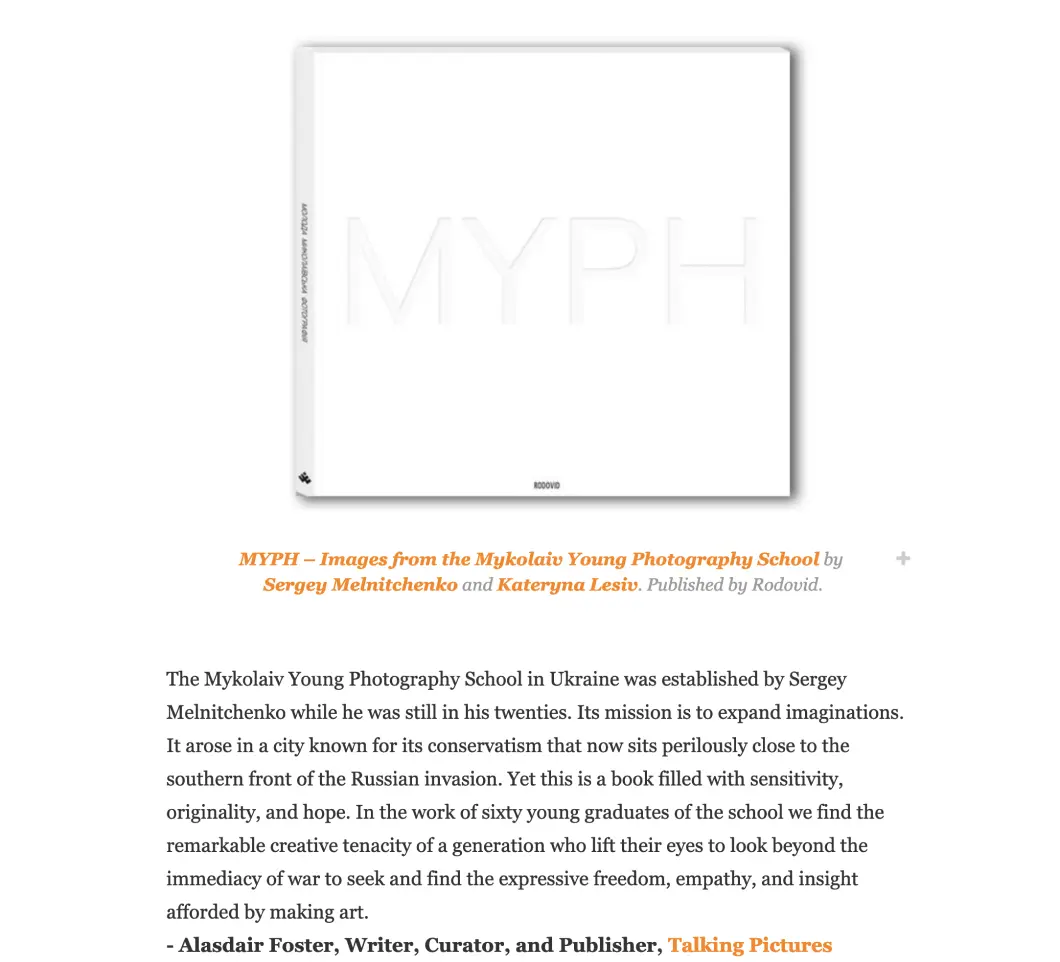 МОЛОДА МИКОЛАЇВСЬКА ФОТОГРАФІЯ
MYPH
RODOVID
MYPH – Images from the Mykolaiv Young Photography School by
Sergey Melnitchenko and Kateryna Lesiv. Published by Rodovid.
The Mykolaiv Young Photography School in Ukraine was established by Sergey
Melnitchenko while he was still in his twenties. Its mission is to expand imaginations.
It arose in a city known for its conservatism that now sits perilously close to the
southern front of the Russian invasion. Yet this is a book filled with sensitivity,
originality, and hope. In the work of sixty young graduates of the school we find the
remarkable creative tenacity of a generation who lift their eyes to look beyond the
immediacy of war to seek and find the expressive freedom, empathy, and insight
afforded by making art.
- Alasdair Foster, Writer, Curator, and Publisher, Talking Pictures